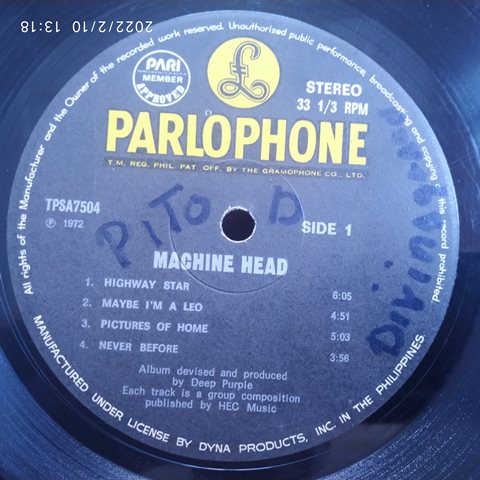 2022/2/10 13:18
All rights of the Manufacturer and the Owner of the recorded work reserved. Unauthorized public performance, broadcasting and copying of this record prohibited.
PARI
MEMBER
APPROVED
£
STEREO
33 1/3 RPM
PARLOPHONE
T.M. REG. PHIL. PAT. OFF. BY THE GRAMOPHONE CO., LTD.
TPSA7504
Ⓟ 1972
PITO D
SIDE 1
MACHINE HEAD
1. HIGHWAY STAR 6:05
2. MAYBE I'M A LEO 4:51
3. PICTURES OF HOME 5:03
4. NEVER BEFORE 3:56
Album devised and produced
by Deep Purple
Each track is a group composition
published by HEC Music
MANUFACTURED UNDER LICENSE BY DYNA PRODUCTS, INC. IN THE PHILIPPINES